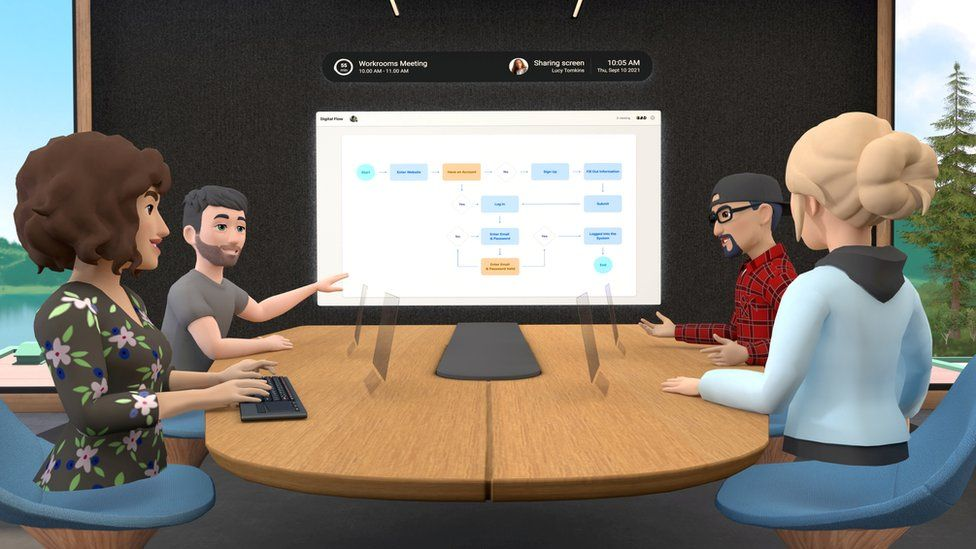 55
Workrooms Meeting
10.00 AM - 11.00 AM
Sharing screen
Lucy Tomkins
10:05 AM
Thu, Sept 10 2021
Digital Flow
Start
Enter Website
Have an Account
No
Sign Up
Fill Out Information
Yes
Log in
Submit
No
Enter Email
& Password
Yes
Logged into the
System
Enter Email
& Password Valid
End